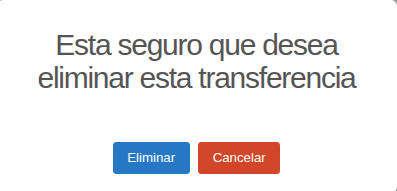 Esta seguro que desea
eliminar esta transferencia
Eliminar Cancelar